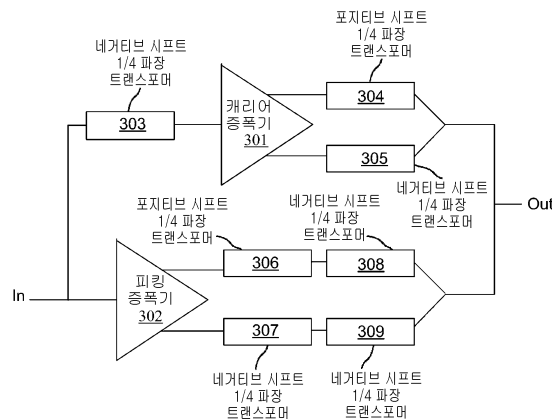 포지티브 시프트
1/4 파장
트랜스포머
네거티브 시프트
1/4 파장
트랜스포머
304
303
캐리어
증폭기
301
305
네거티브 시프트
1/4 파장
트랜스포머
Out
포지티브 시프트
1/4 파장
트랜스포머
네거티브 시프트
1/4 파장
트랜스포머
306
308
In
피킹
증폭기
302
307
309
네거티브 시프트
1/4 파장
트랜스포머
네거티브 시프트
1/4 파장
트랜스포머